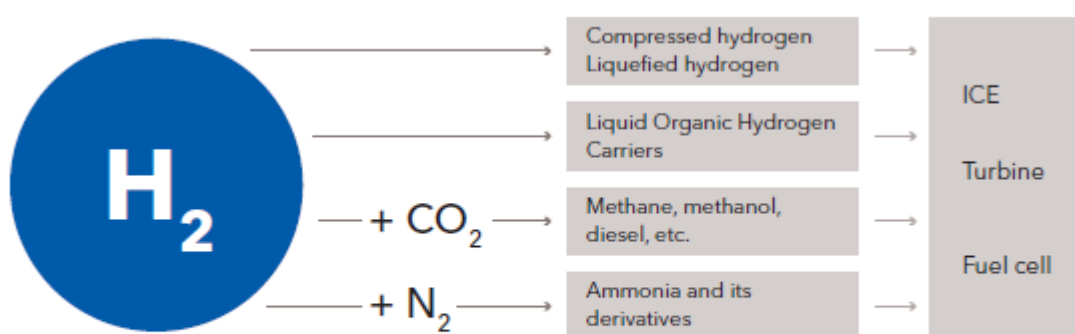 H₂
Compressed hydrogen
Liquefied hydrogen
Liquid Organic Hydrogen
Carriers
+ CO₂
Methane, methanol,
diesel, etc.
+ N₂
Ammonia and its
derivatives
ICE
Turbine
Fuel cell